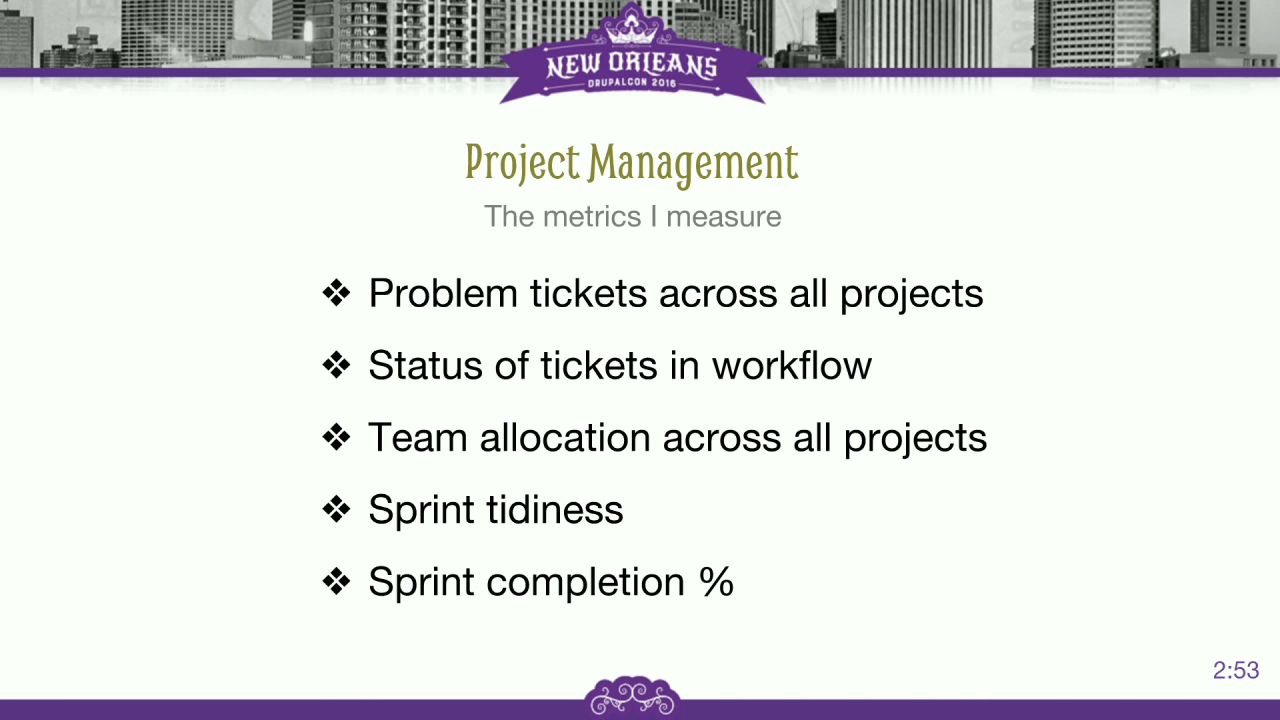 NEW ORLEANS
DRUPALCON 2016
Project Management
The metrics I measure
❖ Problem tickets across all projects
❖ Status of tickets in workflow
❖ Team allocation across all projects
❖ Sprint tidiness
❖ Sprint completion %
2:53